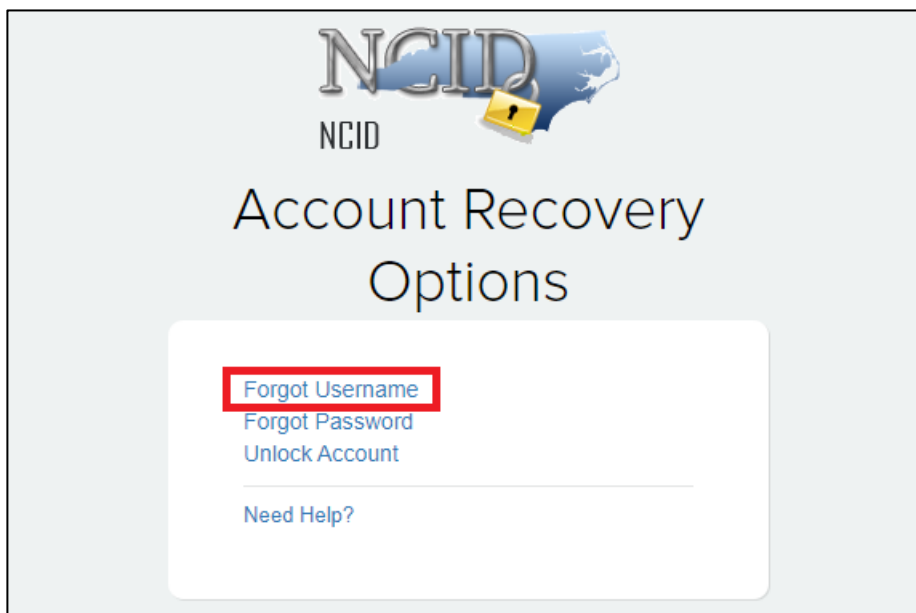 NCID
NCID
Account Recovery
Options
Forgot Username
Forgot Password
Unlock Account
Need Help?